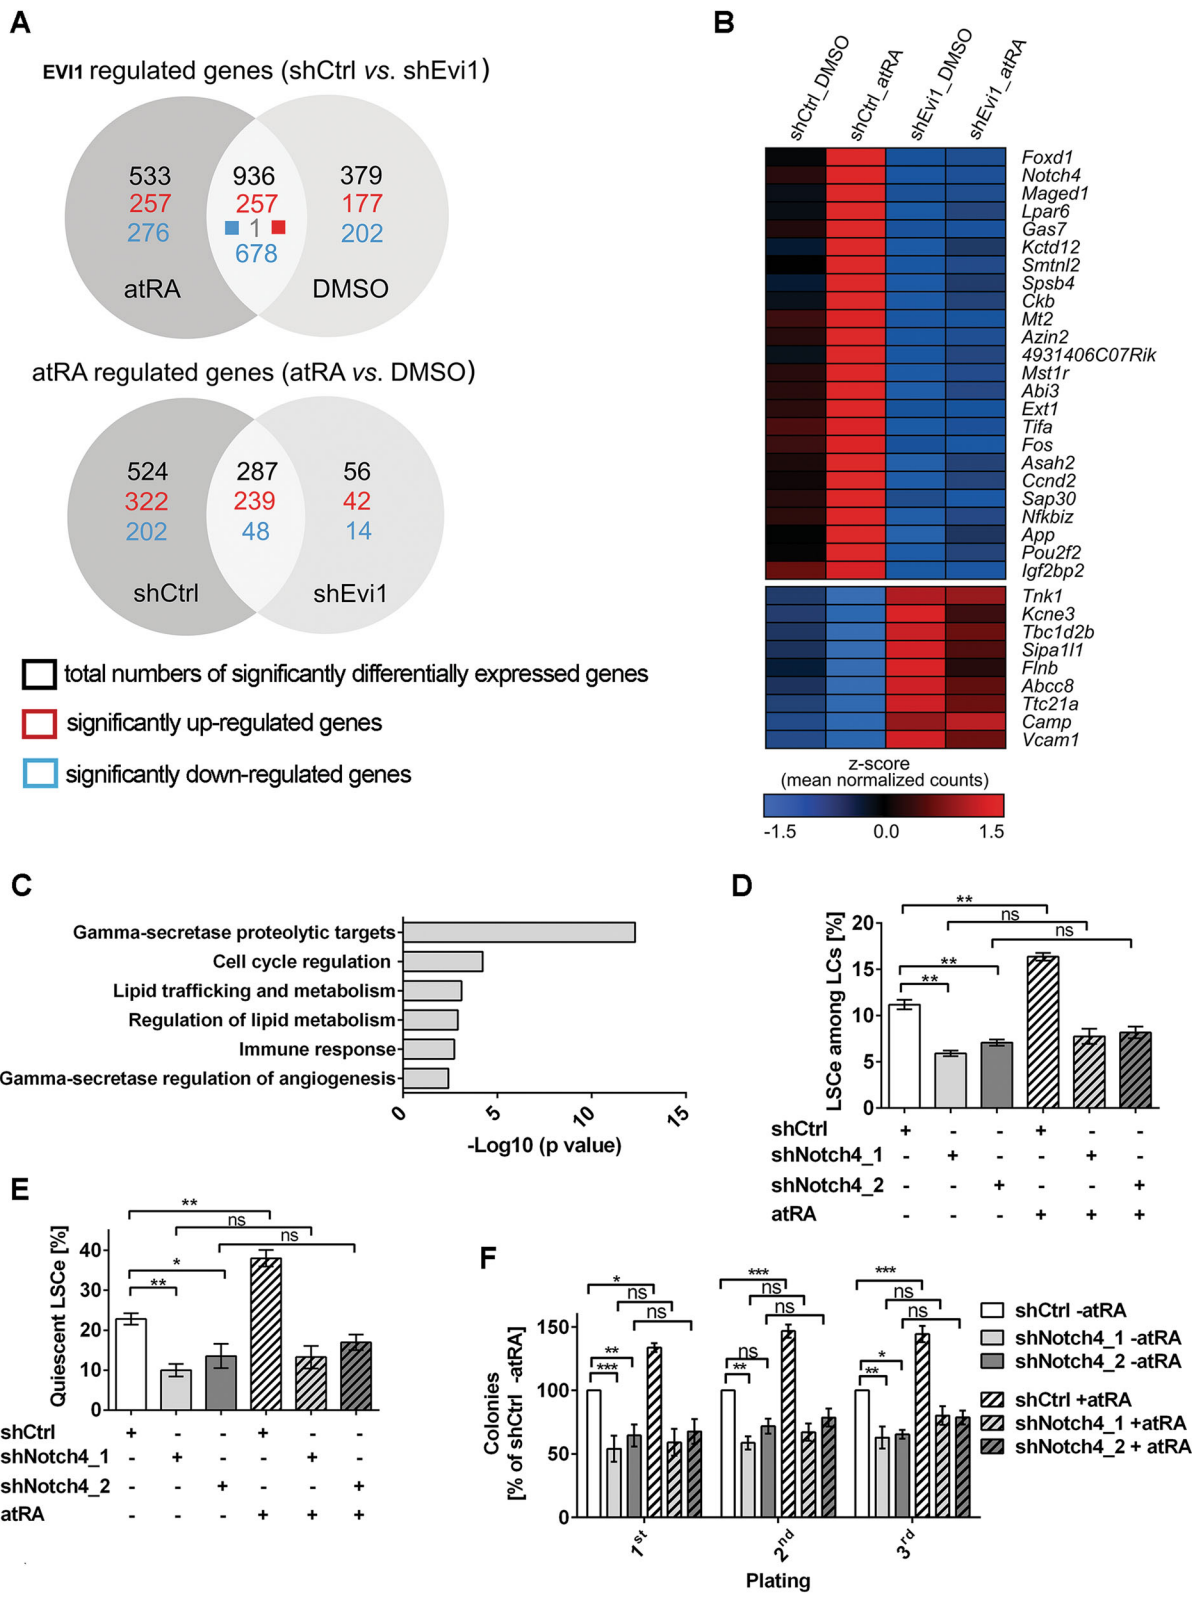 A
EVI1 regulated genes (shCtrl vs. shEvi1)
533 936 379
257 257 177
276 1 202
678
atRA DMSO
atRA regulated genes (atRA vs. DMSO)
524 287 56
322 239 42
202 48 14
shCtrl shEvi1
total numbers of significantly differentially expressed genes
significantly up-regulated genes
significantly down-regulated genes
B
shCtrl_DMSO
shCtrl_atRA
shEvi1_DMSO
shEvi1_atRA
Foxd1
Notch4
Maged1
Lpar6
Gas7
Kctd12
Smtnl2
Spsb4
Ckb
Mt2
Azin2
4931406C07Rik
Mst1r
Abi3
Ext1
Tifa
Fos
Asah2
Ccnd2
Sap30
Nfkbiz
App
Pou2f2
Igf2bp2
Tnk1
Kcne3
Tbc1d2b
Sipa1l1
Flnb
Abcc8
Ttc21a
Camp
Vcam1
z-score
(mean normalized counts)
-1.5 0.0 1.5
C
Gamma-secretase proteolytic targets
Cell cycle regulation
Lipid trafficking and metabolism
Regulation of lipid metabolism
Immune response
Gamma-secretase regulation of angiogenesis
0 5 10 15
-Log10 (p value)
D
LSCe among LCs [%]
20
15
10
5
0
**
ns
ns
**
**
shCtrl + - - + - -
shNotch4_1 - + - - + -
shNotch4_2 - - + - - +
atRA - - - + + +
E
Quiescent LSCe [%]
40
30
20
10
0
**
ns
ns
*
**
shCtrl + - - + - -
shNotch4_1 - + - - + -
shNotch4_2 - - + - - +
atRA - - - + + +
F
Colonies
[% of shCtrl -atRA]
150
100
50
0
* *** ***
ns ns ns
ns ns ns
** ns *
*** ** **
1st 2nd 3rd
Plating
shCtrl -atRA
shNotch4_1 -atRA
shNotch4_2 -atRA
shCtrl +atRA
shNotch4_1 +atRA
shNotch4_2 + atRA